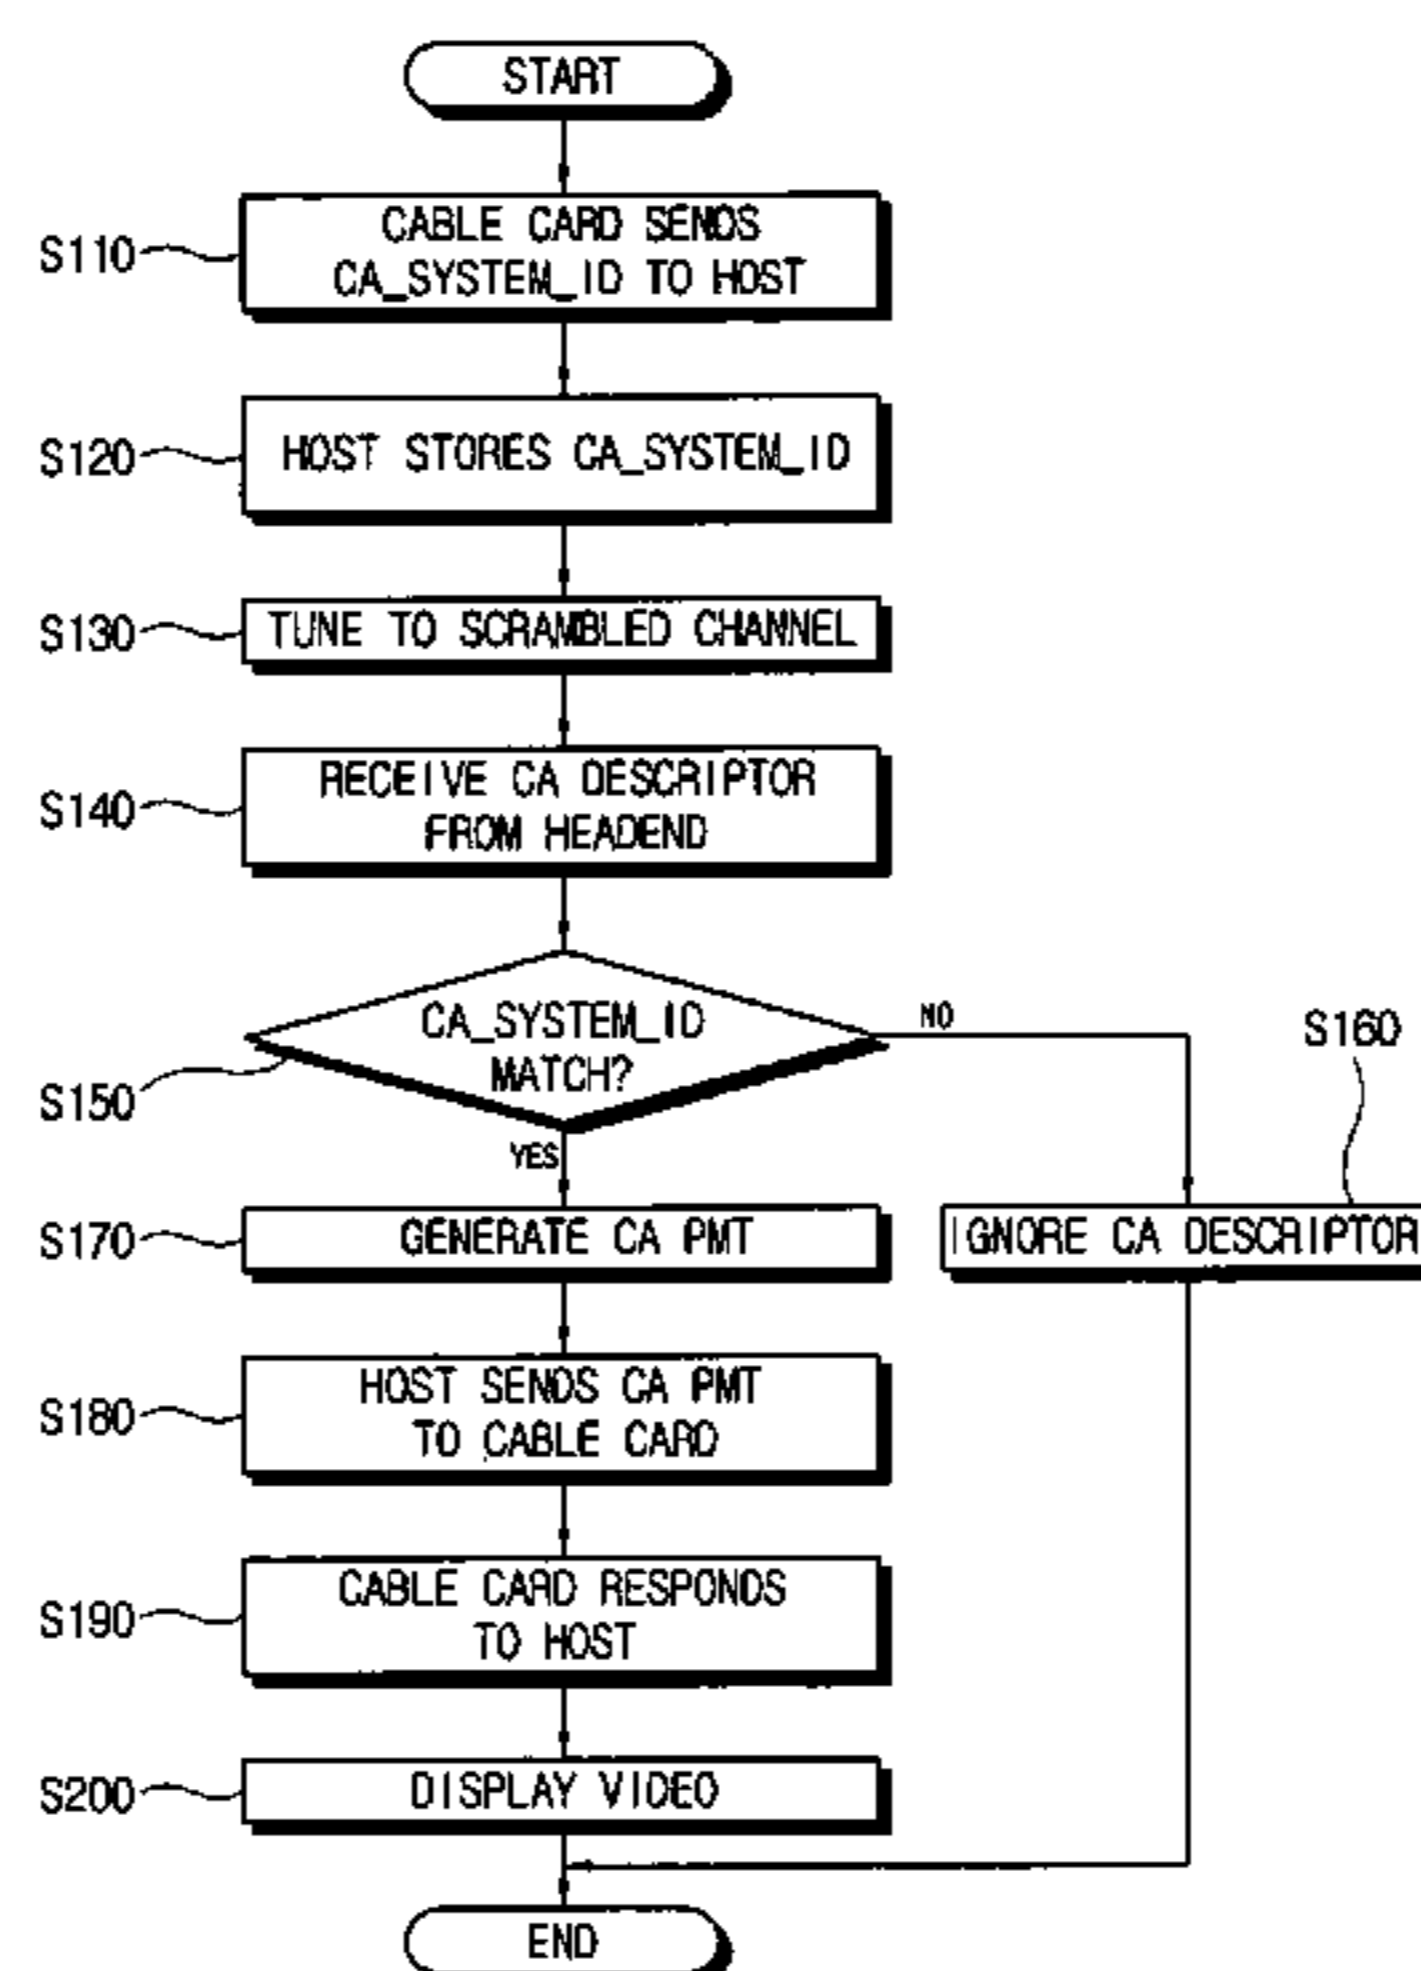 START
S110
CABLE CARD SENDS
CA_SYSTEM_ID TO HOST
S120
HOST STORES CA_SYSTEM_ID
S130
TUNE TO SCRAMBLED CHANNEL
S140
RECEIVE CA DESCRIPTOR
FROM HEADEND
S150
CA_SYSTEM_ID
MATCH?
NO
YES
S160
IGNORE CA DESCRIPTOR
S170
GENERATE CA PMT
S180
HOST SENDS CA PMT
TO CABLE CARD
S190
CABLE CARD RESPONDS
TO HOST
S200
DISPLAY VIDEO
END